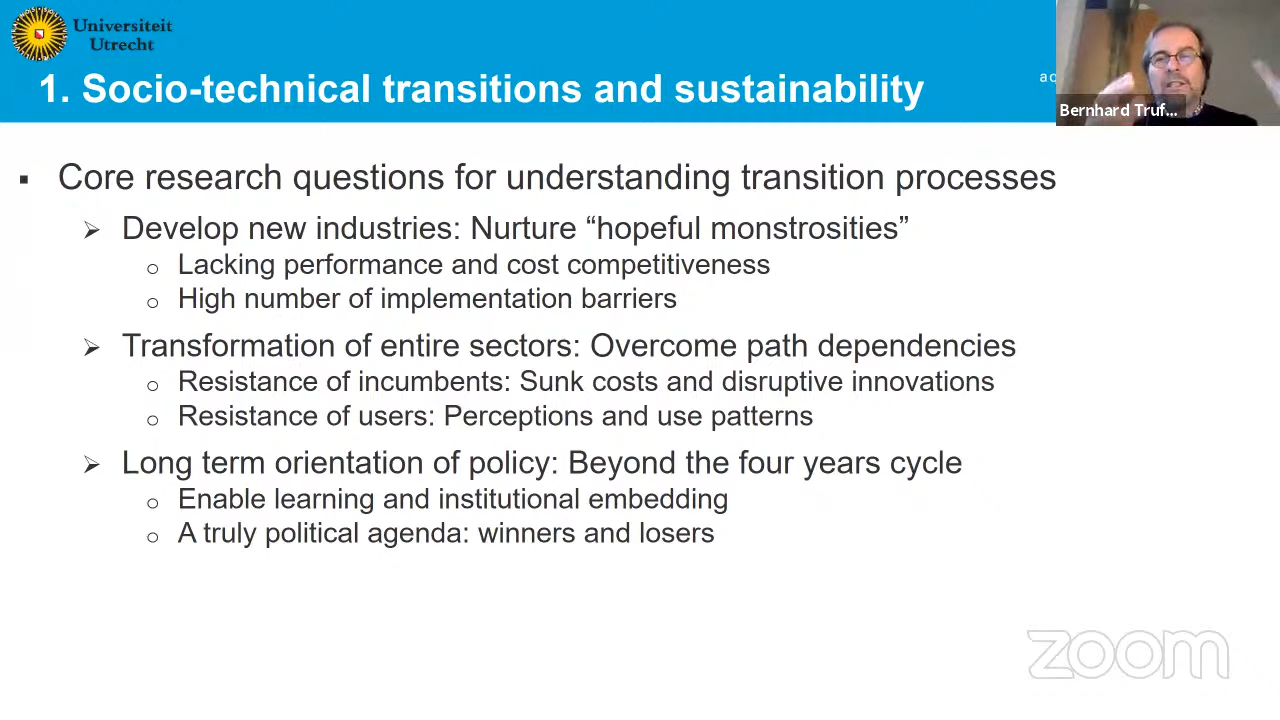 Universiteit
Utrecht
1. Socio-technical transitions and sustainability
Bernhard Truf...
▪ Core research questions for understanding transition processes
➢ Develop new industries: Nurture “hopeful monstrosities”
o Lacking performance and cost competitiveness
o High number of implementation barriers
➢ Transformation of entire sectors: Overcome path dependencies
o Resistance of incumbents: Sunk costs and disruptive innovations
o Resistance of users: Perceptions and use patterns
➢ Long term orientation of policy: Beyond the four years cycle
o Enable learning and institutional embedding
o A truly political agenda: winners and losers
zoom